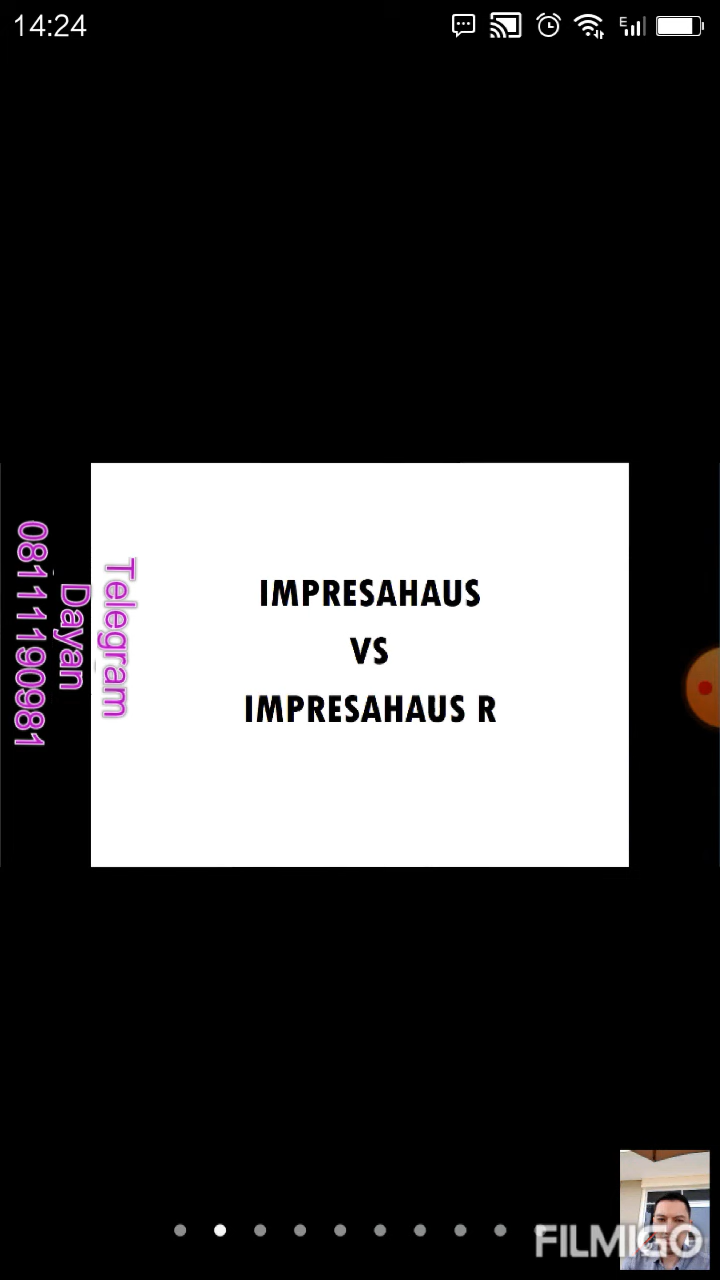 14:24
E
IMPRESAHAUS
VS
IMPRESAHAUS R
Telegram
Dayan
08111190981
FILMIGO